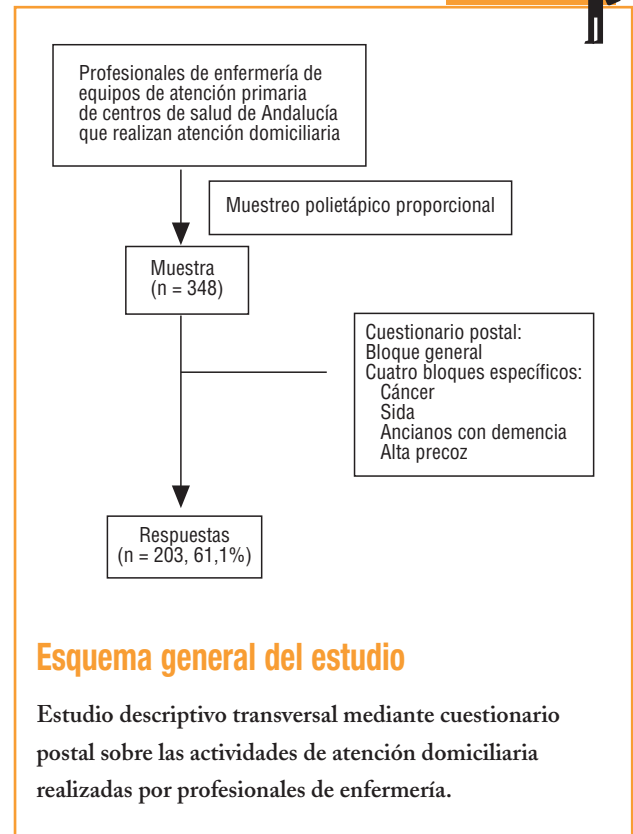 Profesionales de enfermería de
equipos de atención primaria
de centros de salud de Andalucía
que realizan atención domiciliaria
Muestreo polietápico proporcional
Muestra
(n = 348)
Cuestionario postal:
Bloque general
Cuatro bloques específicos:
Cáncer
Sida
Ancianos con demencia
Alta precoz
Respuestas
(n = 203, 61,1%)
Esquema general del estudio
Estudio descriptivo transversal mediante cuestionario
postal sobre las actividades de atención domiciliaria
realizadas por profesionales de enfermería.